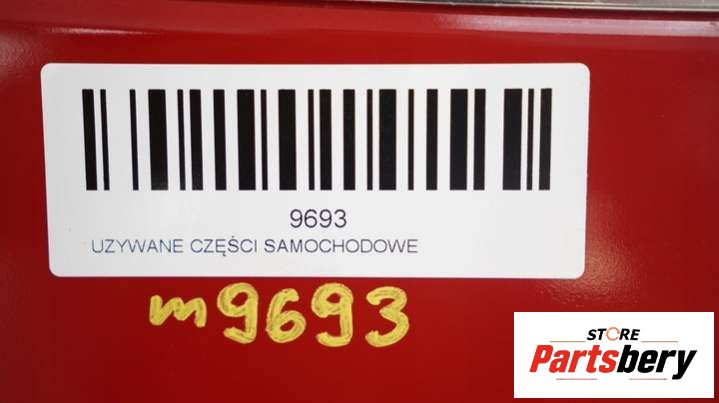 9693
UZYWANE CZĘŚCI SAMOCHODOWE
m9693
STORE
Partsbery